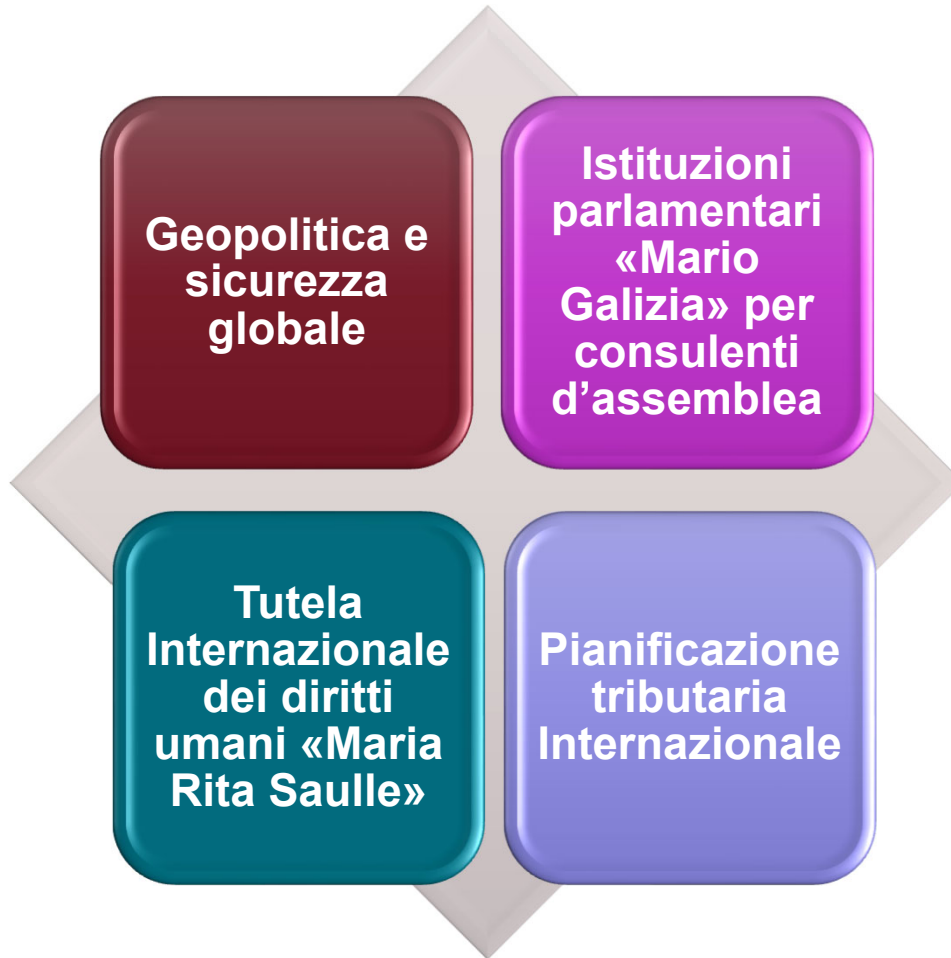 Geopolitica e
sicurezza
globale
Istituzioni
parlamentari
«Mario
Galizia» per
consulenti
d’assemblea
Tutela
Internazionale
dei diritti
umani «Maria
Rita Saulle»
Pianificazione
tributaria
Internazionale